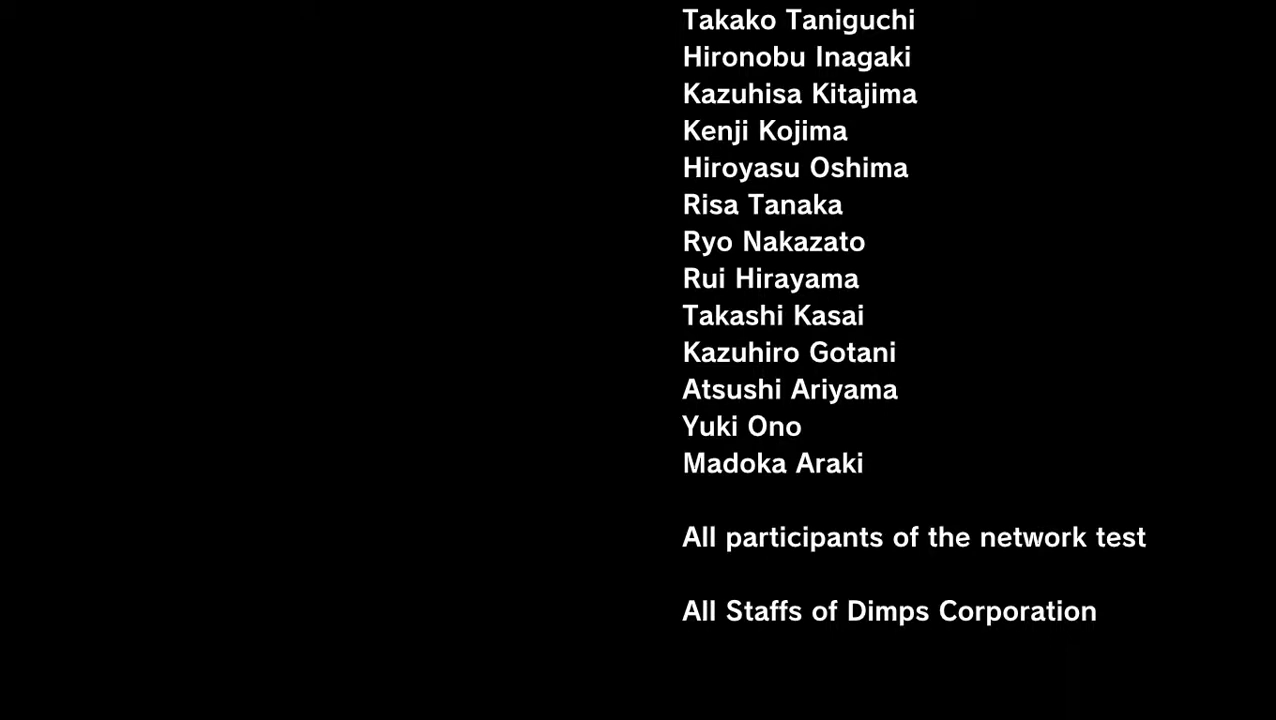 Takako Taniguchi
Hironobu Inagaki
Kazuhisa Kitajima
Kenji Kojima
Hiroyasu Oshima
Risa Tanaka
Ryo Nakazato
Rui Hirayama
Takashi Kasai
Kazuhiro Gotani
Atsushi Ariyama
Yuki Ono
Madoka Araki
All participants of the network test
All Staffs of Dimps Corporation